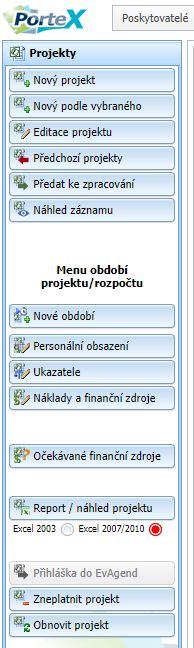 PorteX
Poskytovatelé
Projekty
Nový projekt
Nový podle vybraného
Editace projektu
Předchozí projekty
Předat ke zpracování
Náhled záznamu
Menu období
projektu/rozpočtu
Nové období
Personální obsazení
Ukazatele
Náklady a finanční zdroje
Očekávané finanční zdroje
Report / náhled projektu
Excel 2003 Excel 2007/2010
Přihláška do EvAgend
Zneplatnit projekt
Obnovit projekt